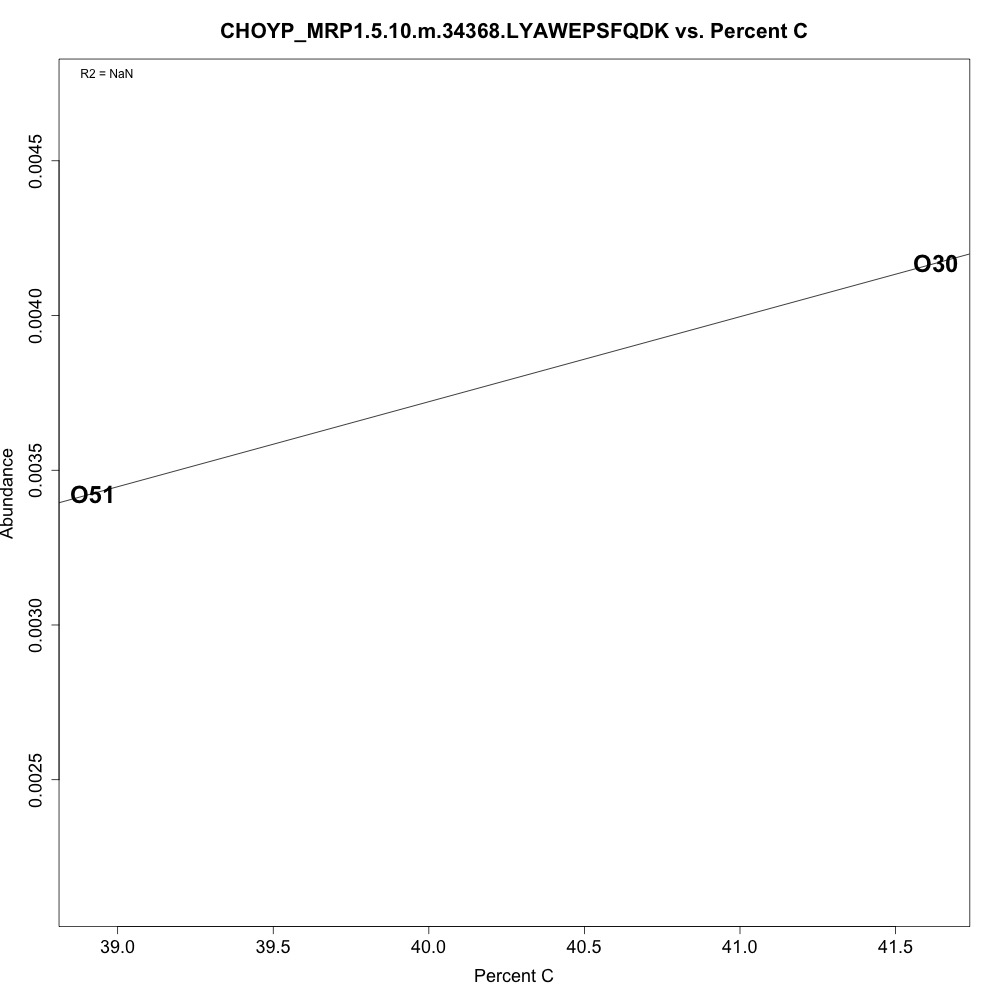 CHOYP_MRP1.5.10.m.34368.LYAWEPSFQDK vs. Percent C
R2 = NaN
0.0045
0.0040
0.0035
0.0030
0.0025
Abundance
O30
O51
39.0
39.5
40.0
40.5
41.0
41.5
Percent C